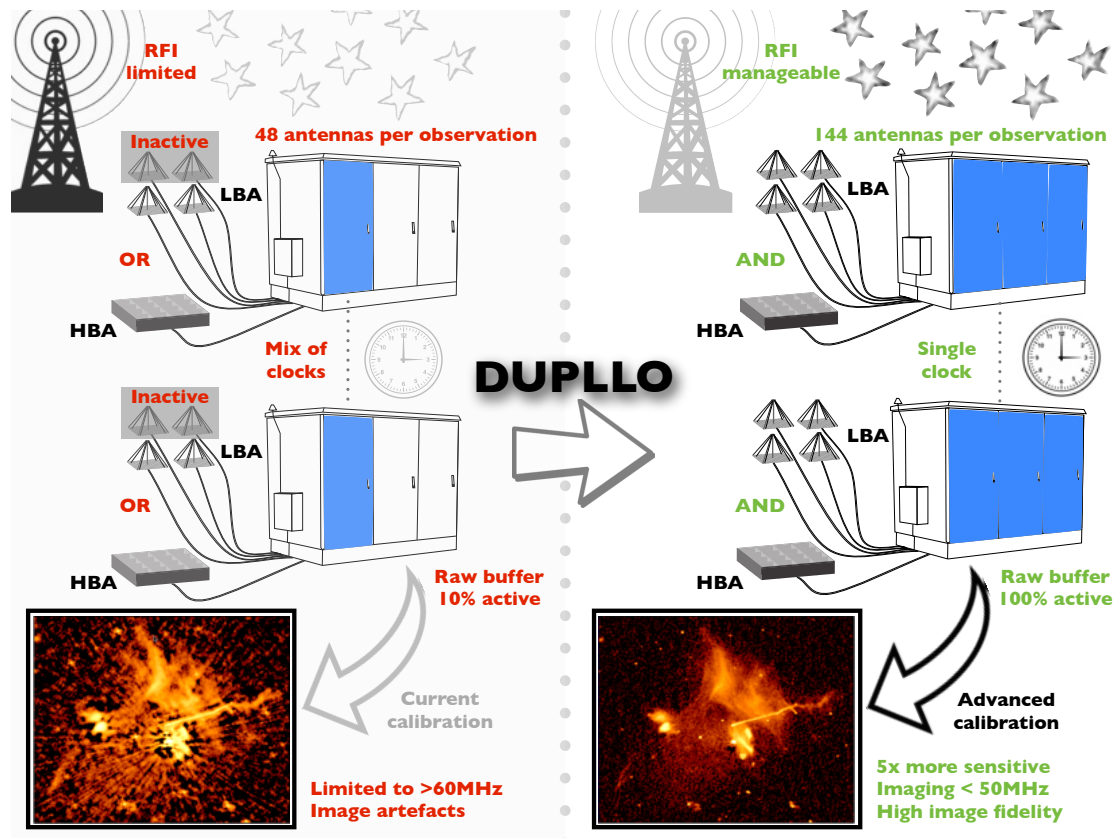 RFI
limited
48 antennas per observation
Inactive
LBA
OR
HBA
Mix of
clocks
Inactive
LBA
OR
HBA
Raw buffer
10% active
Current
calibration
Limited to >60MHz
Image artefacts
DUPLLO
RFI
manageable
144 antennas per observation
LBA
AND
HBA
Single
clock
LBA
AND
HBA
Raw buffer
100% active
Advanced
calibration
5x more sensitive
Imaging < 50MHz
High image fidelity